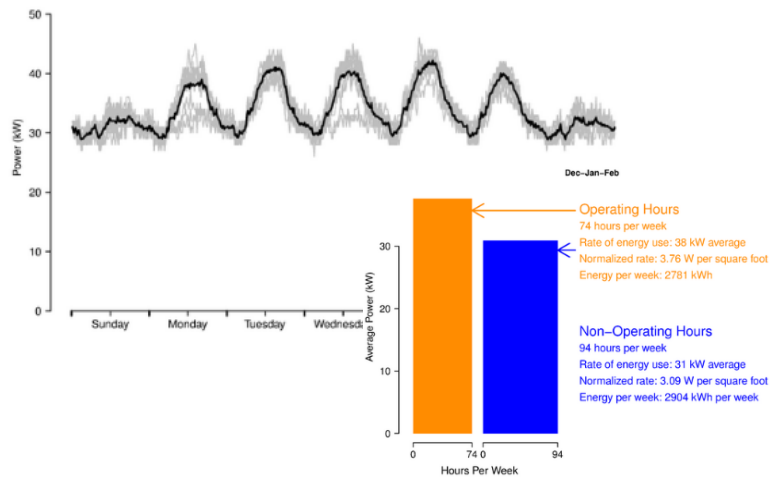 50
40
30
20
10
0
Power (kW)
Sunday
Monday
Tuesday
Wednesda
Dec-Jan-Feb
Operating Hours
74 hours per week
Rate of energy use: 38 kW average
Normalized rate: 3.76 W per square foot
Energy per week: 2781 kWh
Non-Operating Hours
94 hours per week
Rate of energy use: 31 kW average
Normalized rate: 3.09 W per square foot
Energy per week: 2904 kWh per week
30
20
10
0
Average Power (kW)
0
74
0
94
Hours Per Week